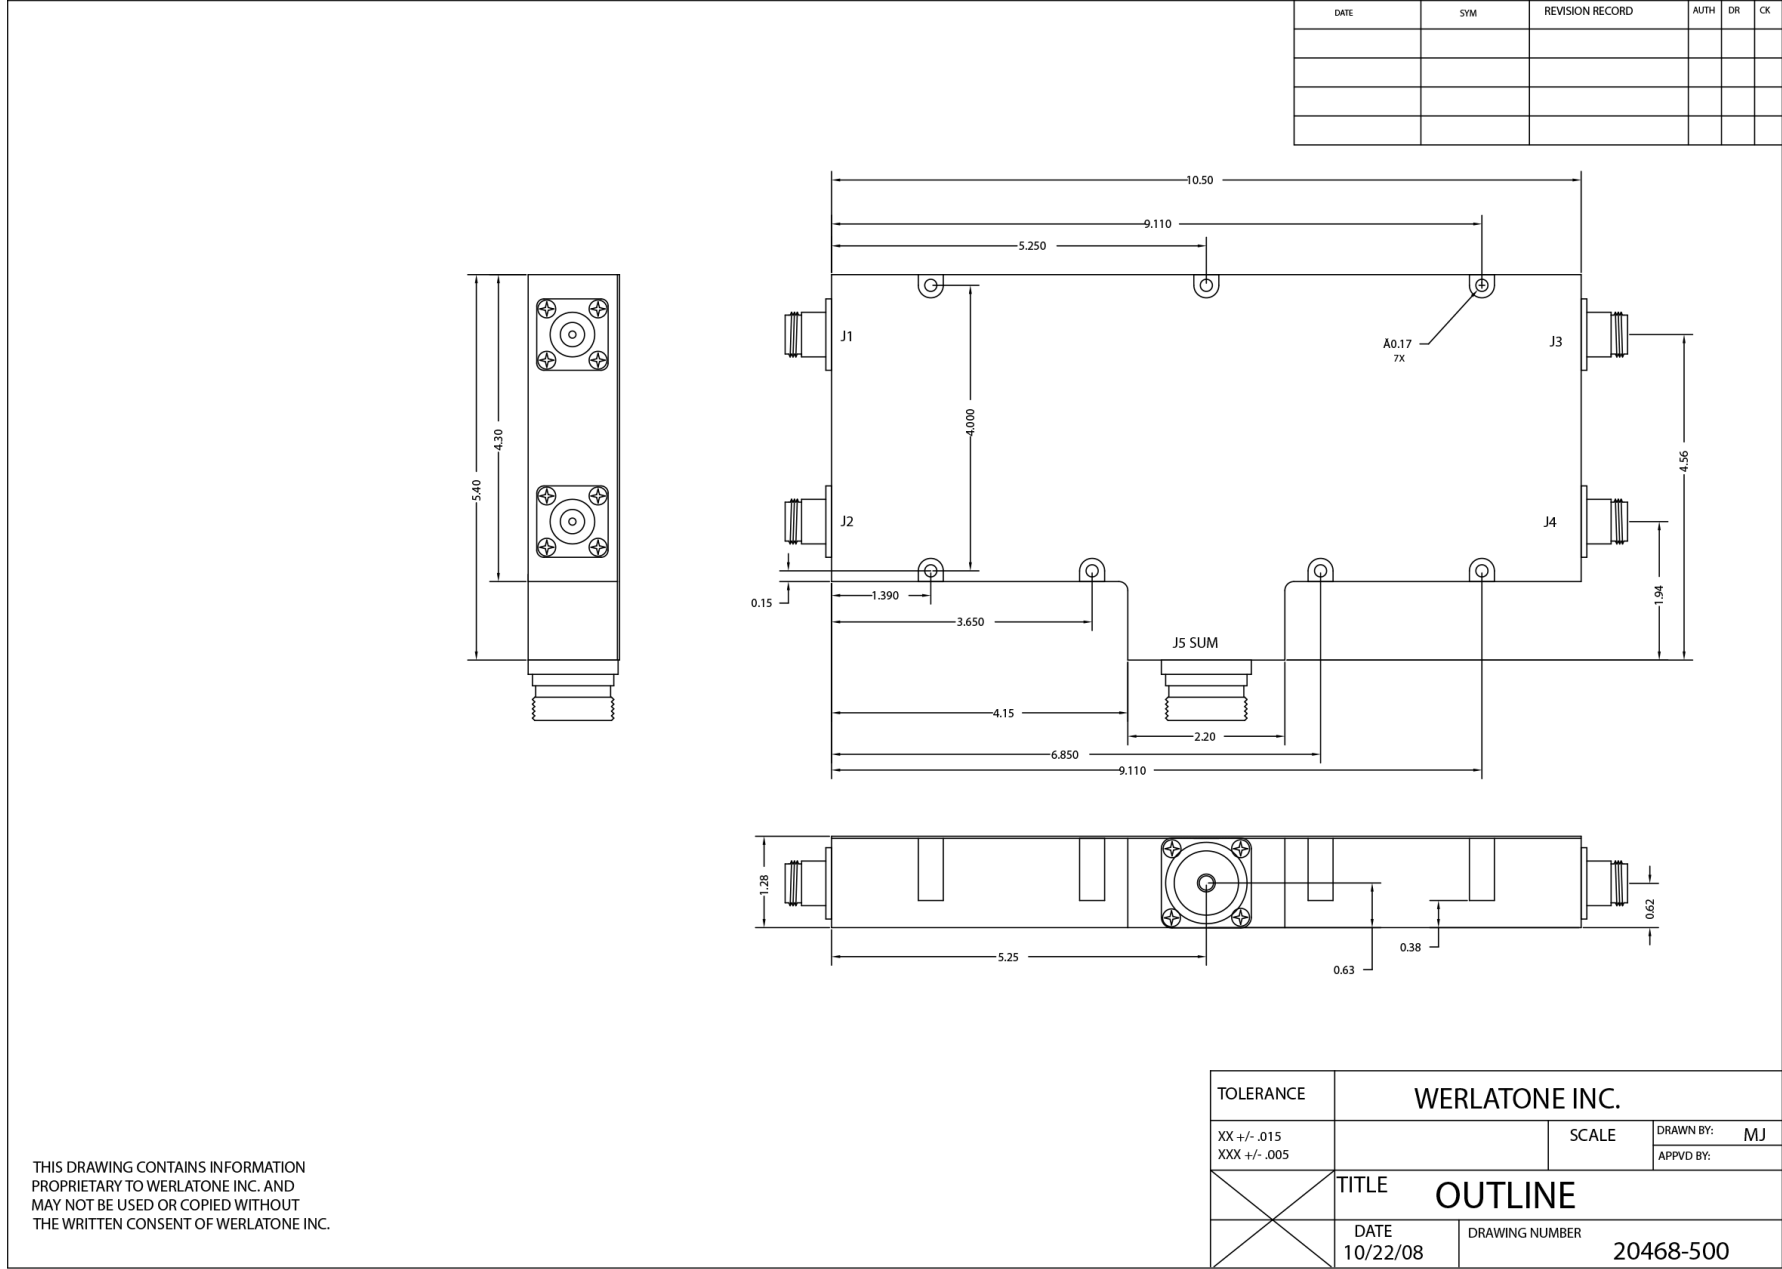 DATE SYM REVISION RECORD AUTH DR CK
10.50
9.110
5.250
J1
J3
Å0.17
7X
4.000
4.30
4.56
5.40
J2
J4
0.15
1.390
1.94
3.650
J5 SUM
4.15
2.20
6.850
9.110
1.28
0.62
0.38
5.25
0.63
TOLERANCE
WERLATONE INC.
XX +/- .015
XXX +/- .005
SCALE
DRAWN BY: MJ
APPVD BY:
TITLE
OUTLINE
DATE
10/22/08
DRAWING NUMBER
20468-500
THIS DRAWING CONTAINS INFORMATION
PROPRIETARY TO WERLATONE INC. AND
MAY NOT BE USED OR COPIED WITHOUT
THE WRITTEN CONSENT OF WERLATONE INC.